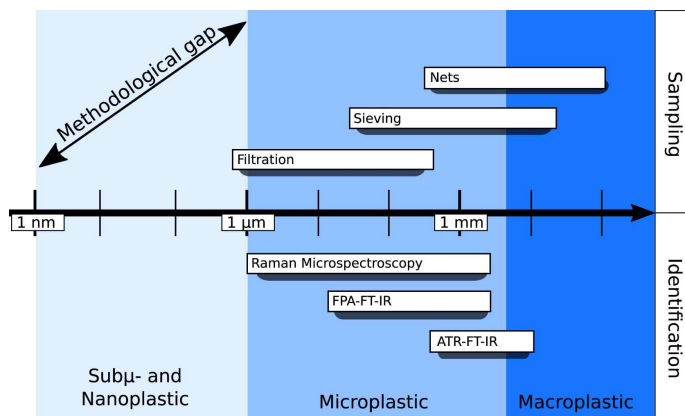 Methodological gap
Nets
Sieving
Filtration
Sampling
1 nm
1 µm
1 mm
Raman Microspectroscopy
FPA-FT-IR
ATR-FT-IR
Identification
Subµ- and
Nanoplastic
Microplastic
Macroplastic